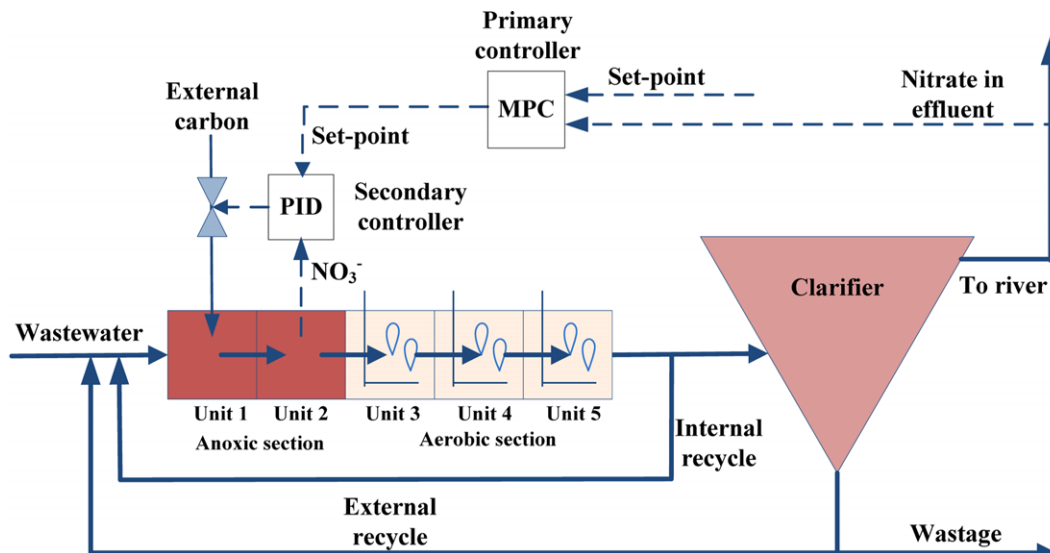 Primary
controller
MPC
Set-point
Nitrate in
effluent
External
carbon
Set-point
PID
Secondary
controller
NO₃⁻
Clarifier
To river
Wastewater
Unit 1
Unit 2
Unit 3
Unit 4
Unit 5
Anoxic section
Aerobic section
Internal
recycle
External
recycle
Wastage